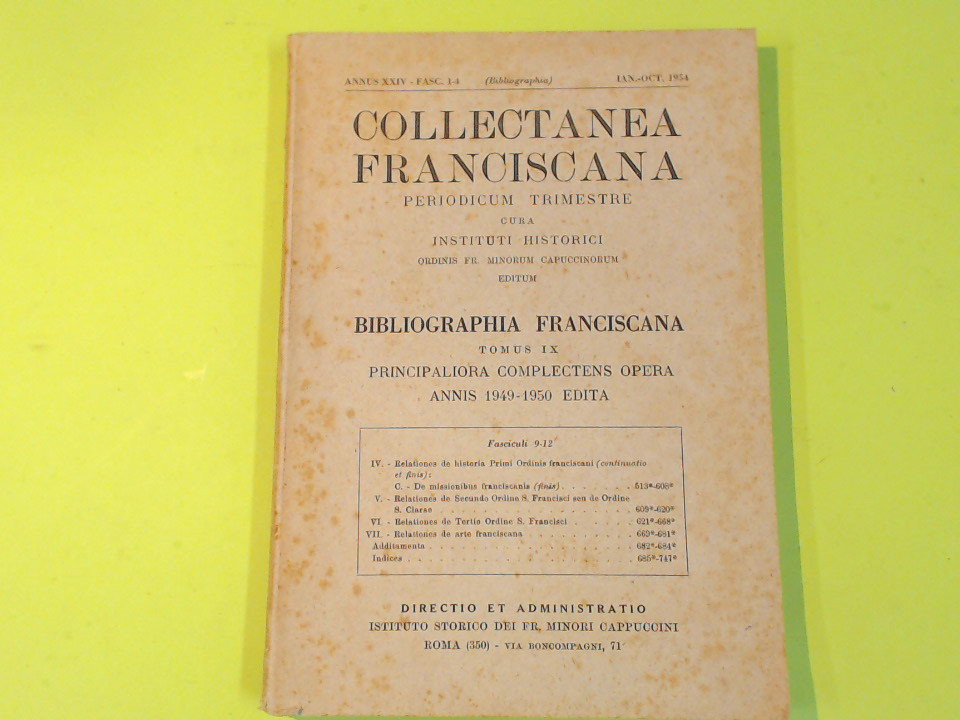 ANNUS XXIV - FASC. 1-4 (Bibliographia) IAN.-OCT. 1954
COLLECTANEA
FRANCISCANA
PERIODICUM TRIMESTRE
CURA
INSTITUTI HISTORICI
ORDINIS FR. MINORUM CAPUCCINORUM
EDITUM
BIBLIOGRAPHIA FRANCISCANA
TOMUS IX
PRINCIPALIORA COMPLECTENS OPERA
ANNIS 1949-1950 EDITA
Fasciculi 9-12
IV. - Relationes de historia Primi Ordinis franciscani (continuatio
et finis):
C. - De missionibus franciscanis (finis) . . . . . . . 513*-608*
V. - Relationes de Secundo Ordine S. Francisci seu de Ordine
S. Clarae . . . . . . . . . . . . . . . . . 609*-620*
VI. - Relationes de Tertio Ordine S. Francisci . . . . . 621*-668*
VII. - Relationes de arte franciscana . . . . . . . . . . 669*-681*
Additamenta . . . . . . . . . . . . . . . . . . 682*-684*
Indices . . . . . . . . . . . . . . . . . . . . 685*-747*
DIRECTIO ET ADMINISTRATIO
ISTITUTO STORICO DEI FR. MINORI CAPPUCCINI
ROMA (350) - VIA BONCOMPAGNI, 71